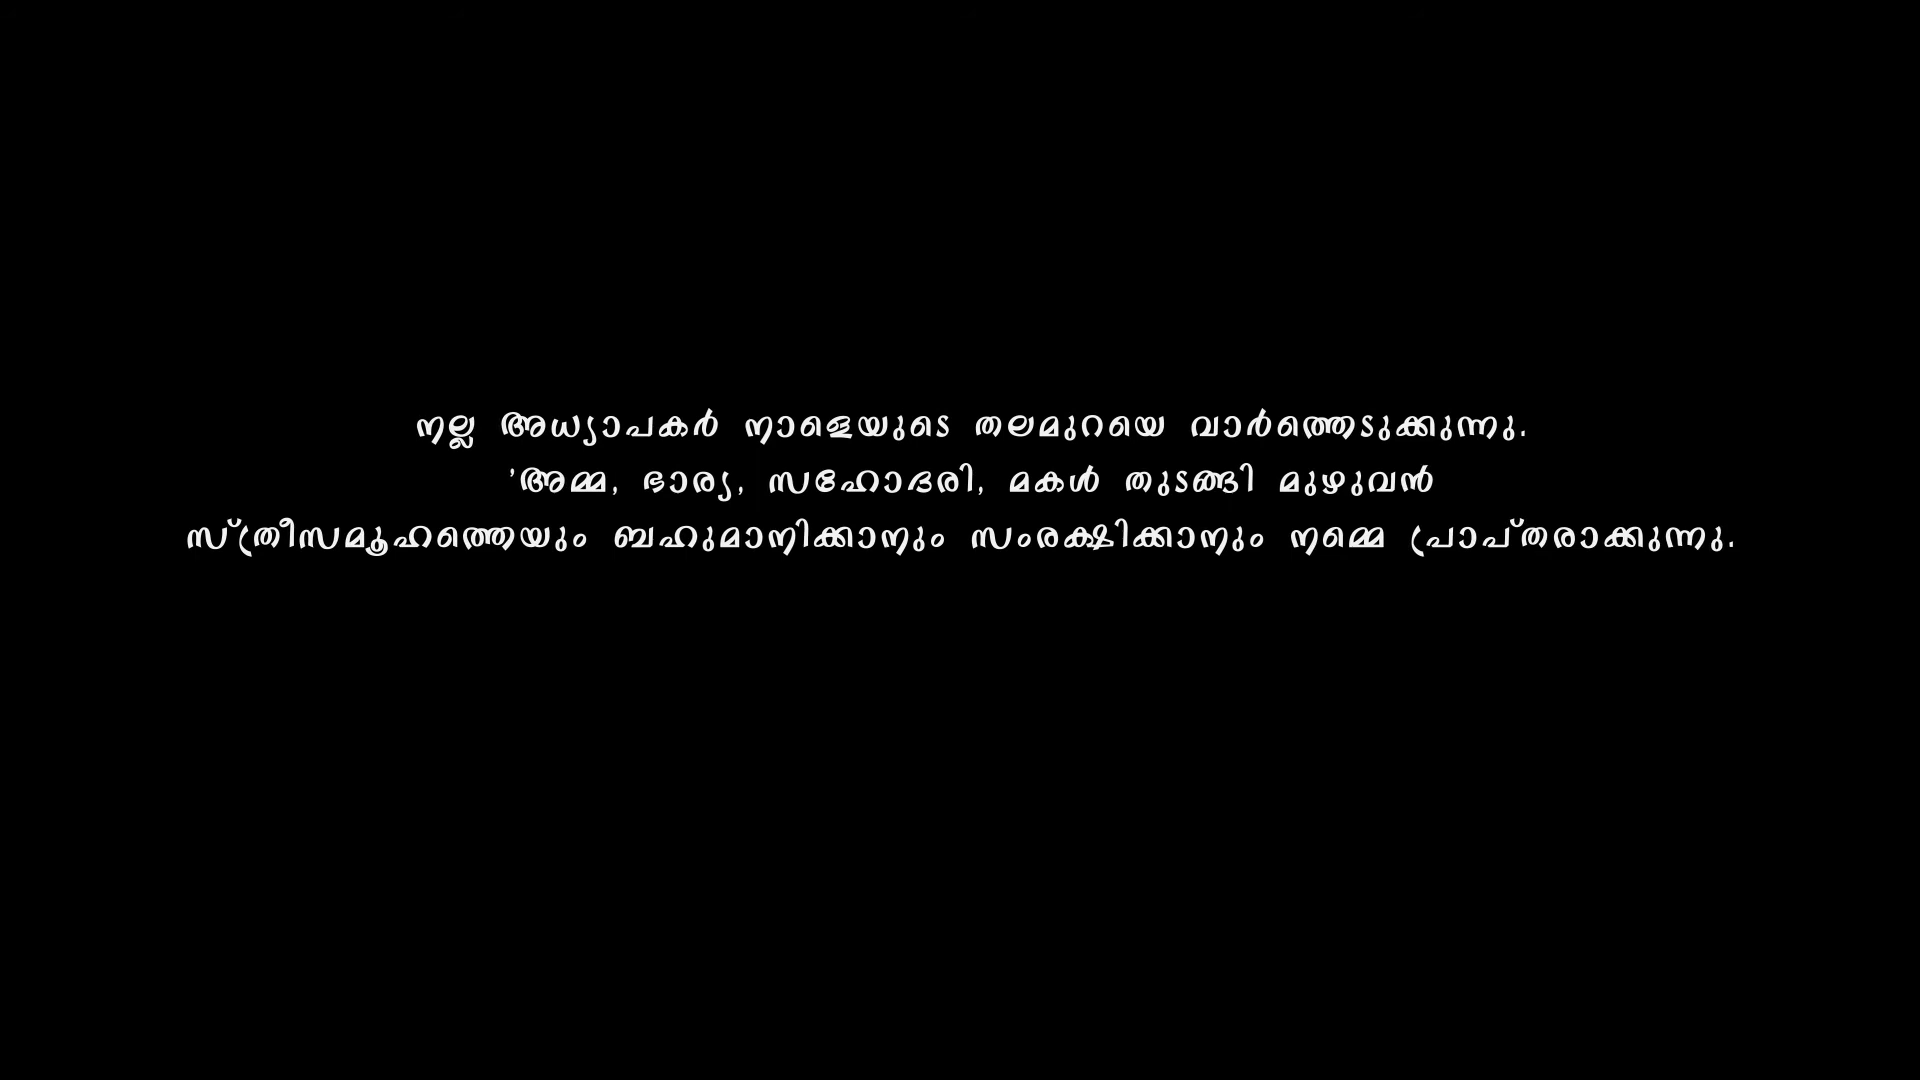 നല്ല അധ്യാപകർ നാളെയുടെ തലമുറയെ വാർത്തെടുക്കുന്നു.
'അമ്മ, ഭാര്യ, സഹോദരി, മകൾ തുടങ്ങി മുഴുവൻ
സ്ത്രീസമൂഹത്തെയും ബഹുമാനിക്കാനും സംരക്ഷിക്കാനും നമ്മെ പ്രാപ്തരാക്കുന്നു.